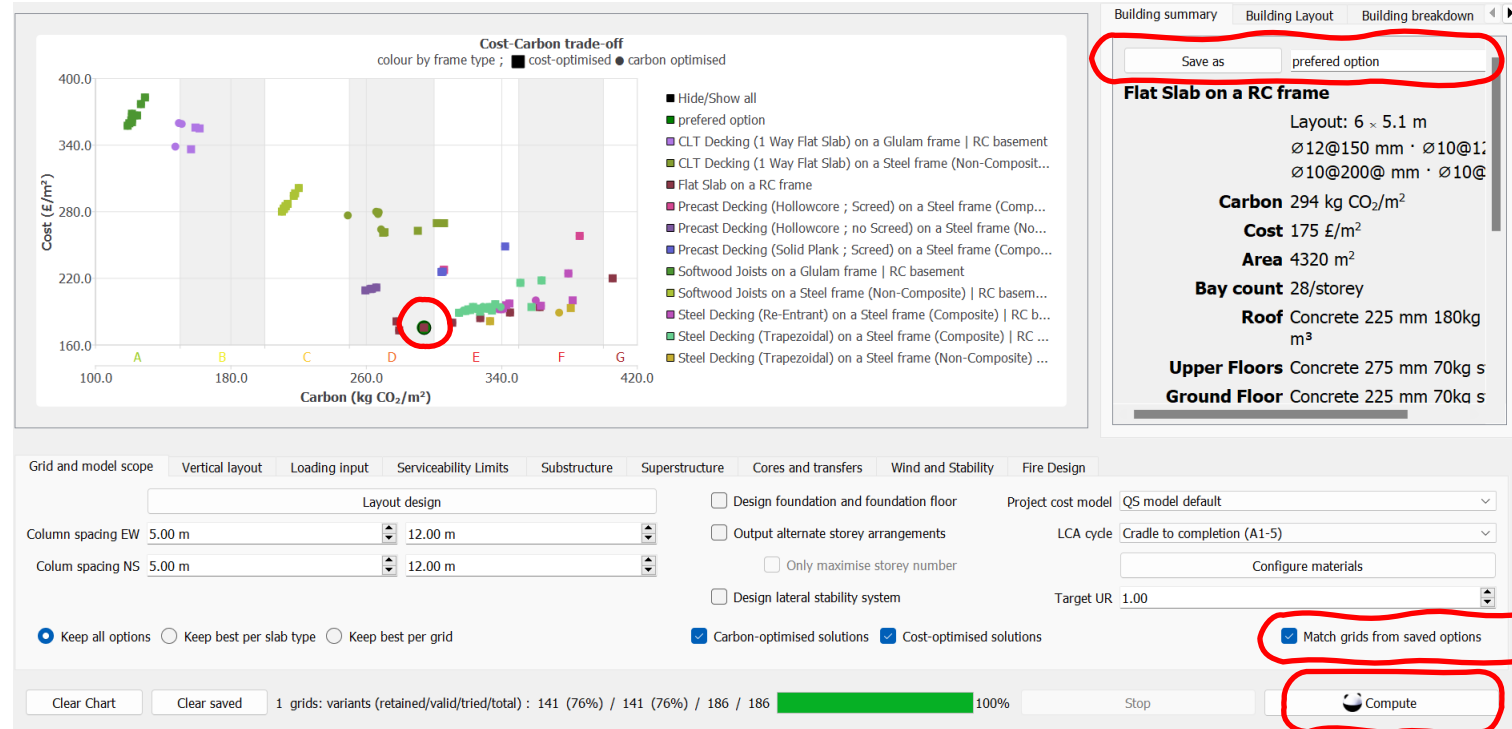 Building summary Building Layout Building breakdown
Save as prefered option
Cost-Carbon trade-off
colour by frame type ; ■ cost-optimised ● carbon optimised
Flat Slab on a RC frame
Layout: 6 × 5.1 m
∅12@150 mm · ∅10@12
∅10@200@ mm · ∅10@
Carbon 294 kg CO₂/m²
Cost 175 £/m²
Area 4320 m²
Bay count 28/storey
Roof Concrete 225 mm 180kg
m³
Upper Floors Concrete 275 mm 70kg s
Ground Floor Concrete 225 mm 70kg s
Cost (£/m²)
400.0
340.0
280.0
220.0
160.0
A B C D E F G
100.0 180.0 260.0 340.0 420.0
Carbon (kg CO₂/m²)
Hide/Show all
prefered option
CLT Decking (1 Way Flat Slab) on a Glulam frame | RC basement
CLT Decking (1 Way Flat Slab) on a Steel frame (Non-Composit...
Flat Slab on a RC frame
Precast Decking (Hollowcore ; Screed) on a Steel frame (Comp...
Precast Decking (Hollowcore ; no Screed) on a Steel frame (No...
Precast Decking (Solid Plank ; Screed) on a Steel frame (Compo...
Softwood Joists on a Glulam frame | RC basement
Softwood Joists on a Steel frame (Non-Composite) | RC basem...
Steel Decking (Re-Entrant) on a Steel frame (Composite) | RC b...
Steel Decking (Trapezoidal) on a Steel frame (Composite) | RC ...
Steel Decking (Trapezoidal) on a Steel frame (Non-Composite) ...
Grid and model scope Vertical layout Loading input Serviceability Limits Substructure Superstructure Cores and transfers Wind and Stability Fire Design
Layout design Design foundation and foundation floor Project cost model QS model default
Column spacing EW 5.00 m 12.00 m Output alternate storey arrangements LCA cycle Cradle to completion (A1-5)
Colum spacing NS 5.00 m 12.00 m Only maximise storey number Configure materials
Design lateral stability system Target UR 1.00
Keep all options Keep best per slab type Keep best per grid Carbon-optimised solutions Cost-optimised solutions Match grids from saved options
Clear Chart Clear saved 1 grids: variants (retained/valid/tried/total) : 141 (76%) / 141 (76%) / 186 / 186 100% Stop Compute